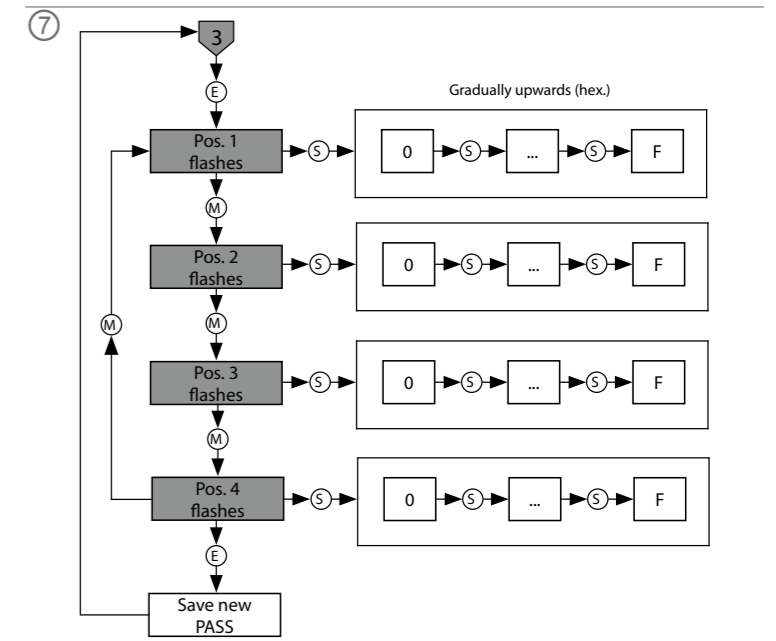 7
3
E
Gradually upwards (hex.)
Pos. 1
flashes
S
0
S
...
S
F
M
Pos. 2
flashes
S
0
S
...
S
F
M
M
Pos. 3
flashes
S
0
S
...
S
F
M
Pos. 4
flashes
S
0
S
...
S
F
E
Save new
PASS